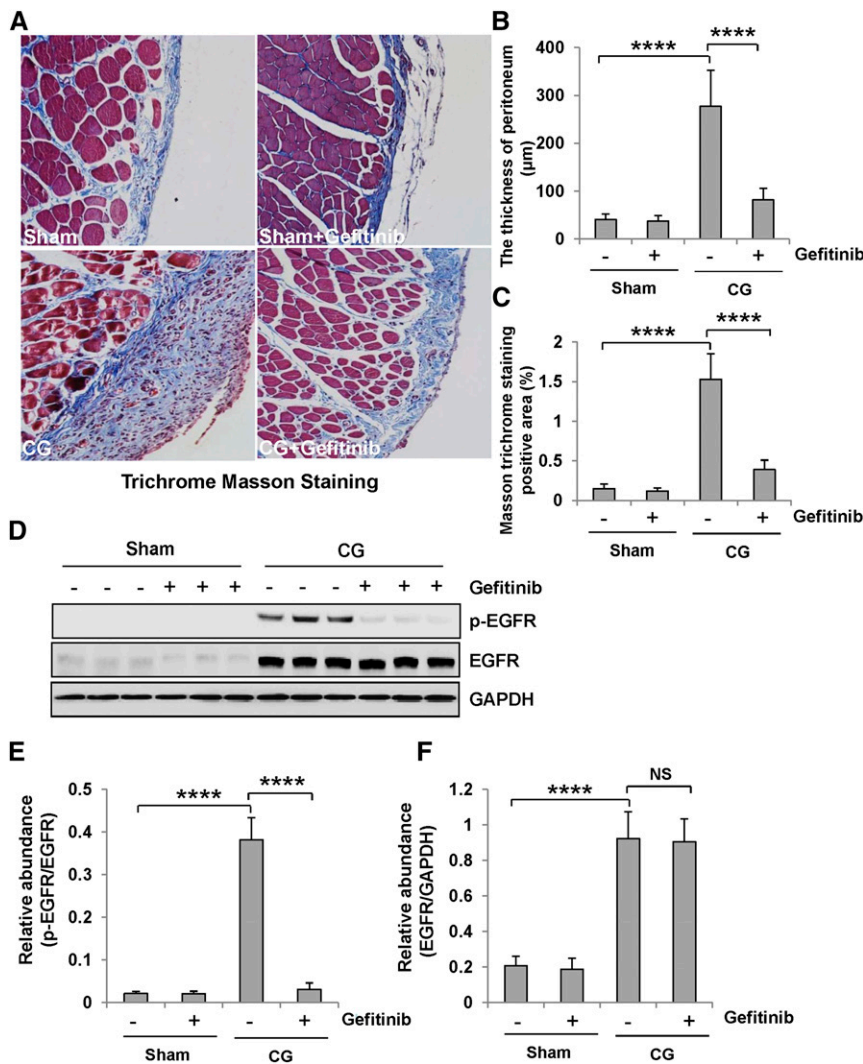 A
Sham
Sham+Gefitinib
CG
CG+Gefitinib
Trichrome Masson Staining
B
The thickness of peritoneum
(μm)
400
300
200
100
0
**** ****
- + - + Gefitinib
Sham CG
C
Masson trichrome staining
positive area (%)
2
1.5
1
0.5
0
**** ****
- + - + Gefitinib
Sham CG
D
Sham CG
- - - + + + - - - + + + Gefitinib
p-EGFR
EGFR
GAPDH
E
Relative abundance
(p-EGFR/EGFR)
0.5
0.4
0.3
0.2
0.1
0
**** ****
- + - + Gefitinib
Sham CG
F
Relative abundance
(EGFR/GAPDH)
1.2
1
0.8
0.6
0.4
0.2
0
**** NS
- + - + Gefitinib
Sham CG